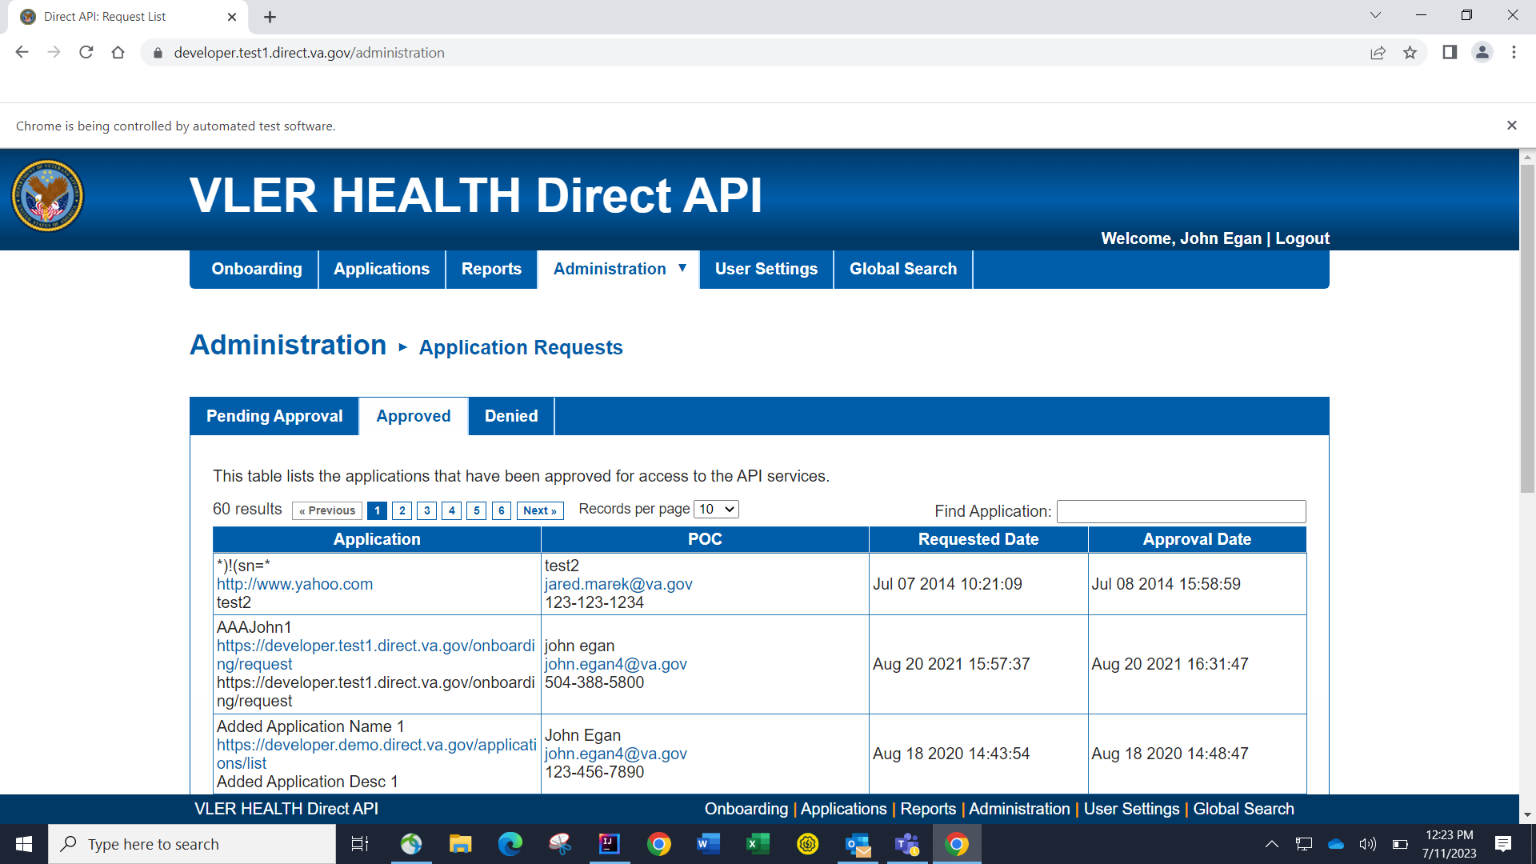 Direct API: Request List
developer.test1.direct.va.gov/administration
Chrome is being controlled by automated test software.
VLER HEALTH Direct API
Welcome, John Egan | Logout
Onboarding Applications Reports Administration ▼ User Settings Global Search
Administration ▸ Application Requests
Pending Approval Approved Denied
This table lists the applications that have been approved for access to the API services.
60 results « Previous 1 2 3 4 5 6 Next » Records per page 10 Find Application:
Application POC Requested Date Approval Date
*)!(sn=*
http://www.yahoo.com
test2
test2
jared.marek@va.gov
123-123-1234
Jul 07 2014 10:21:09
Jul 08 2014 15:58:59
AAAJohn1
https://developer.test1.direct.va.gov/onboardi
ng/request
https://developer.test1.direct.va.gov/onboardi
ng/request
john egan
john.egan4@va.gov
504-388-5800
Aug 20 2021 15:57:37
Aug 20 2021 16:31:47
Added Application Name 1
https://developer.demo.direct.va.gov/applicati
ons/list
Added Application Desc 1
John Egan
john.egan4@va.gov
123-456-7890
Aug 18 2020 14:43:54
Aug 18 2020 14:48:47
VLER HEALTH Direct API
Onboarding | Applications | Reports | Administration | User Settings | Global Search
Type here to search
12:23 PM
7/11/2023